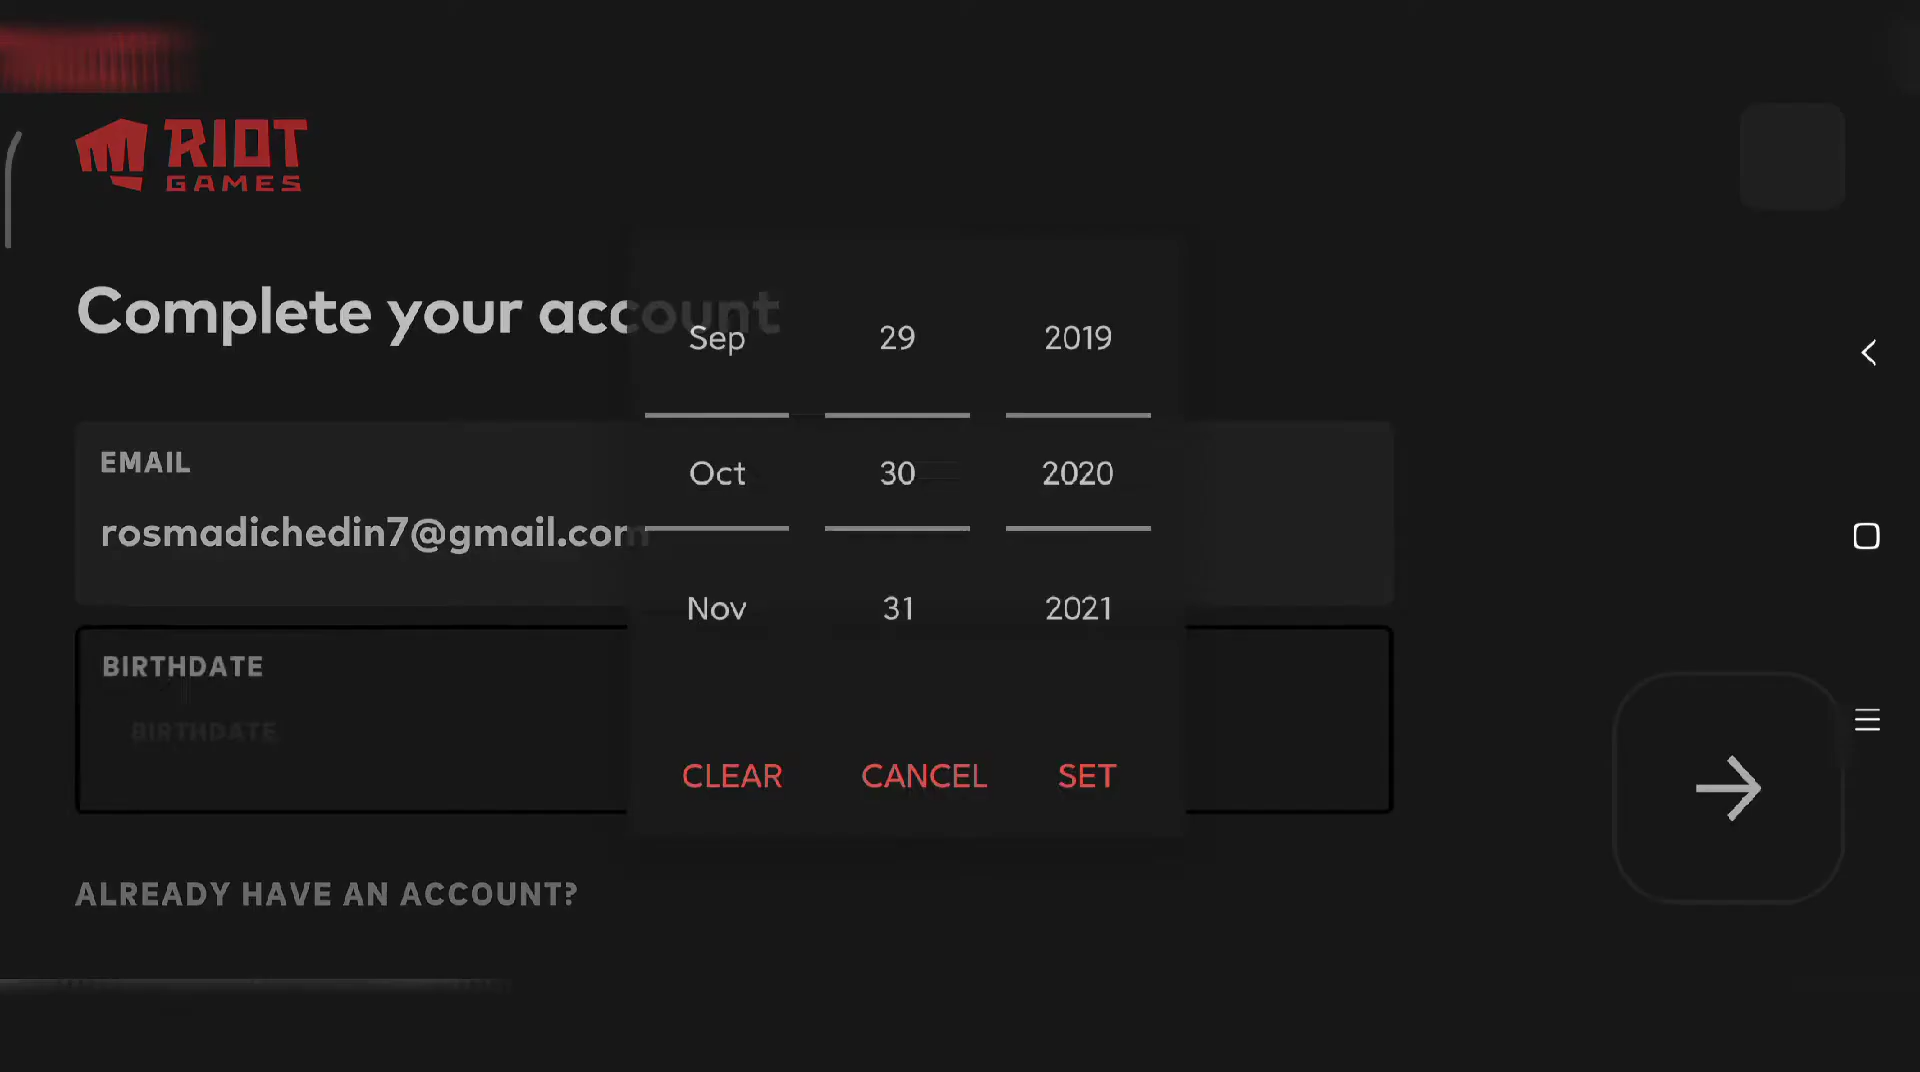 RIOT
GAMES
Complete your account
Sep 29 2019
EMAIL
Oct 30 2020
rosmadichedin7@gmail.com
Nov 31 2021
BIRTHDATE
BIRTHDATE
CLEAR CANCEL SET
ALREADY HAVE AN ACCOUNT?